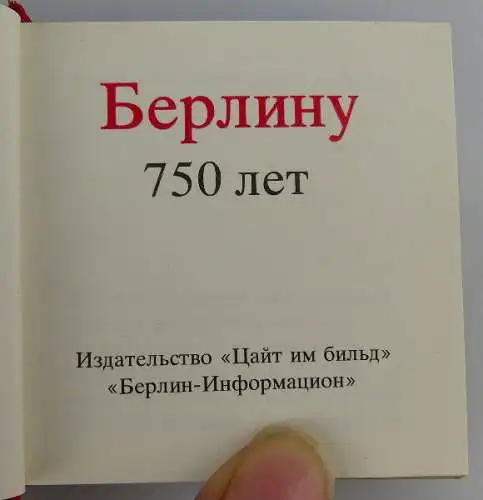 Берлину
750 лет
Издательство «Цайт им бильд»
«Берлин-Информацион»